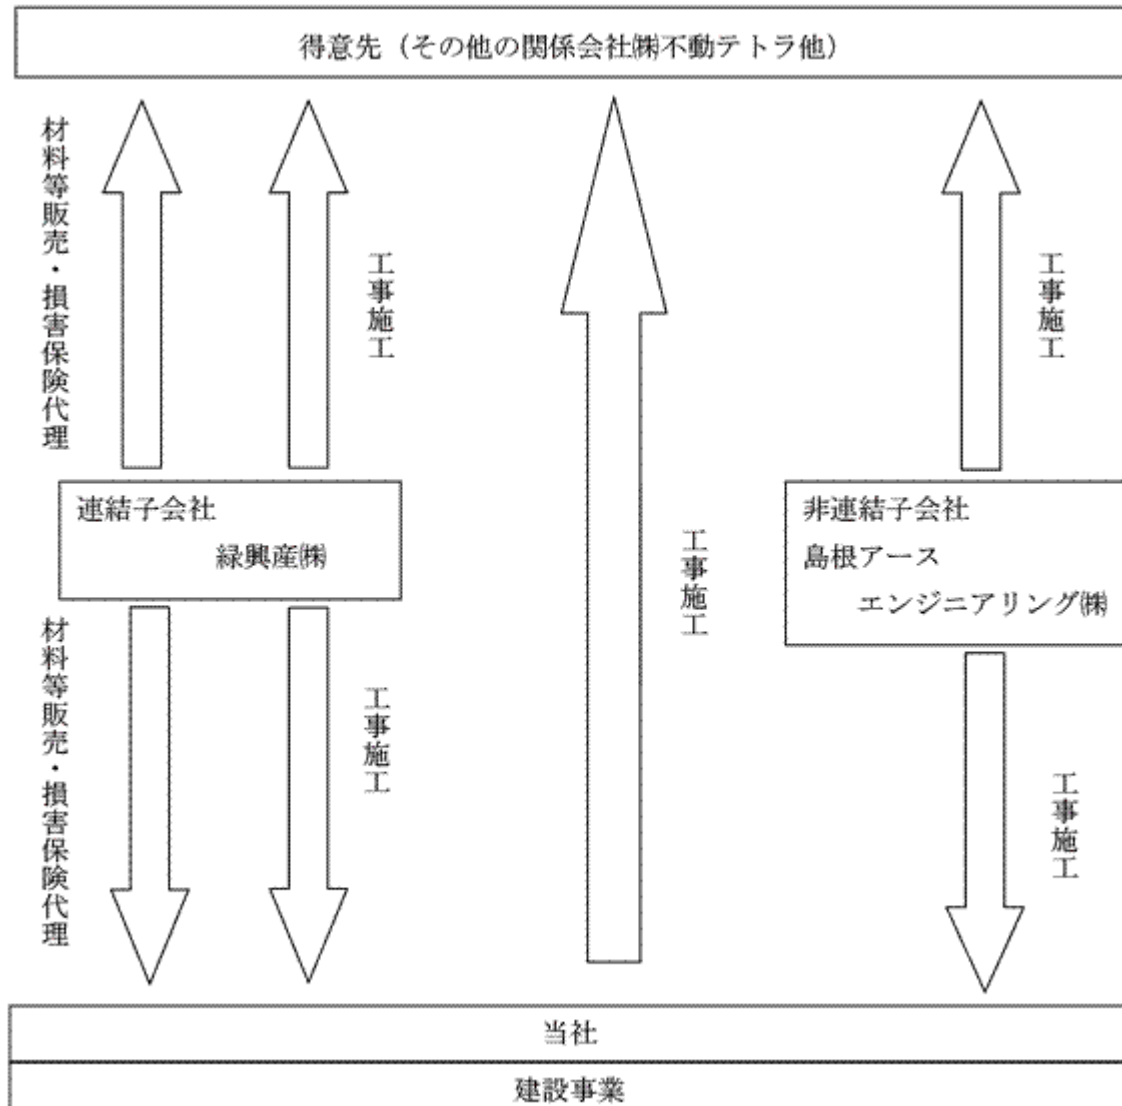 得意先（その他の関係会社㈱不動テトラ他）
材料等販売・損害保険代理
工事施工
工事施工
連結子会社
緑興産㈱
工事施工
非連結子会社
島根アース
エンジニアリング㈱
材料等販売・損害保険代理
工事施工
工事施工
当社
建設事業